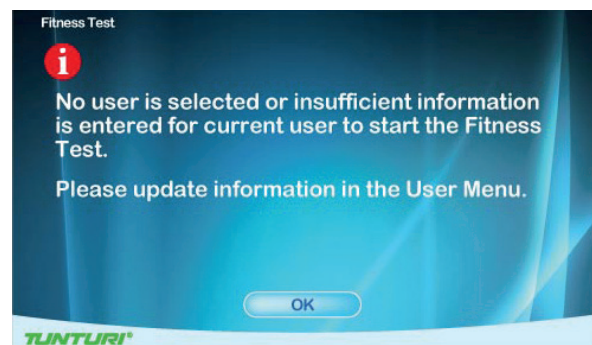 Fitness Test
i
No user is selected or insufficient information
is entered for current user to start the Fitness
Test.
Please update information in the User Menu.
OK
TUNTURI®